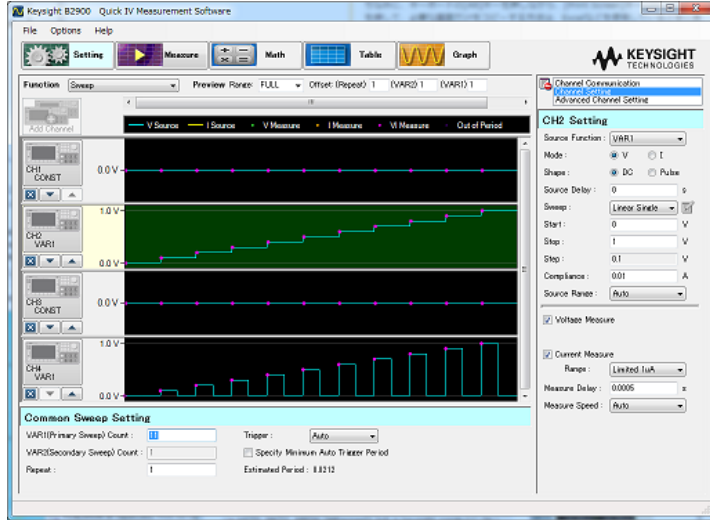 Keysight B2900 Quick IV Measurement Software
File Options Help
Setting Measure Math Table Graph
KEYSIGHT
TECHNOLOGIES
Function Sweep Preview Range: FULL Offset: (Repeat) 1 (VAR2) 1 (VAR1) 1
Add Channel
V Source I Source V Measure I Measure VI Measure Out of Period
CH1
CONST
0.0 V
1.0 V
CH2
VAR1
0.0 V
CH3
CONST
0.0 V
1.0 V
CH4
VAR1
0.0 V
Common Sweep Setting
VAR1(Primary Sweep) Count : 11 Trigger : Auto
VAR2(Secondary Sweep) Count : 1 Specify Minimum Auto Trigger Period
Repeat : 1 Estimated Period :
Channel Communication
Channel Setting
Advanced Channel Setting
CH2 Setting
Source Function : VAR1
Mode : V I
Shape : DC Pulse
Source Delay : 0 s
Sweep : Linear Single
Start : 0 V
Stop : 1 V
Step : 0.1 V
Compliance : 0.01 A
Source Range : Auto
Voltage Measure
Current Measure
Range : Limited 1uA
Measure Delay : 0.0005 s
Measure Speed : Auto